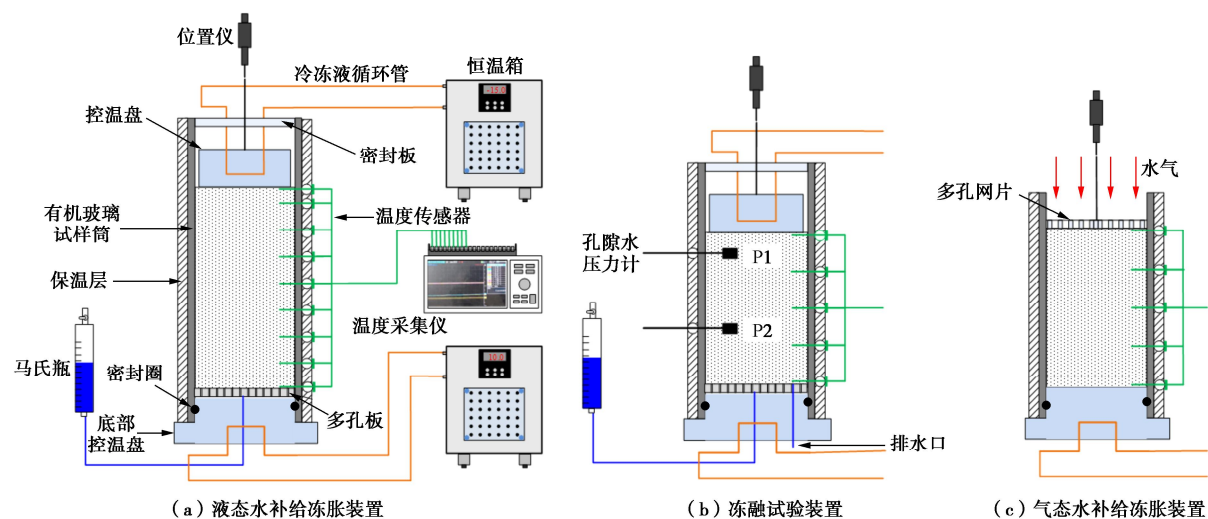 位置仪
冷冻液循环管
恒温箱
-15.0
控温盘
密封板
有机玻璃
试样筒
温度传感器
保温层
温度采集仪
马氏瓶
密封圈
10.0
多孔板
底部
控温盘
(a)液态水补给冻胀装置
孔隙水
压力计
P1
P2
排水口
(b)冻融试验装置
水气
多孔网片
(c)气态水补给冻胀装置